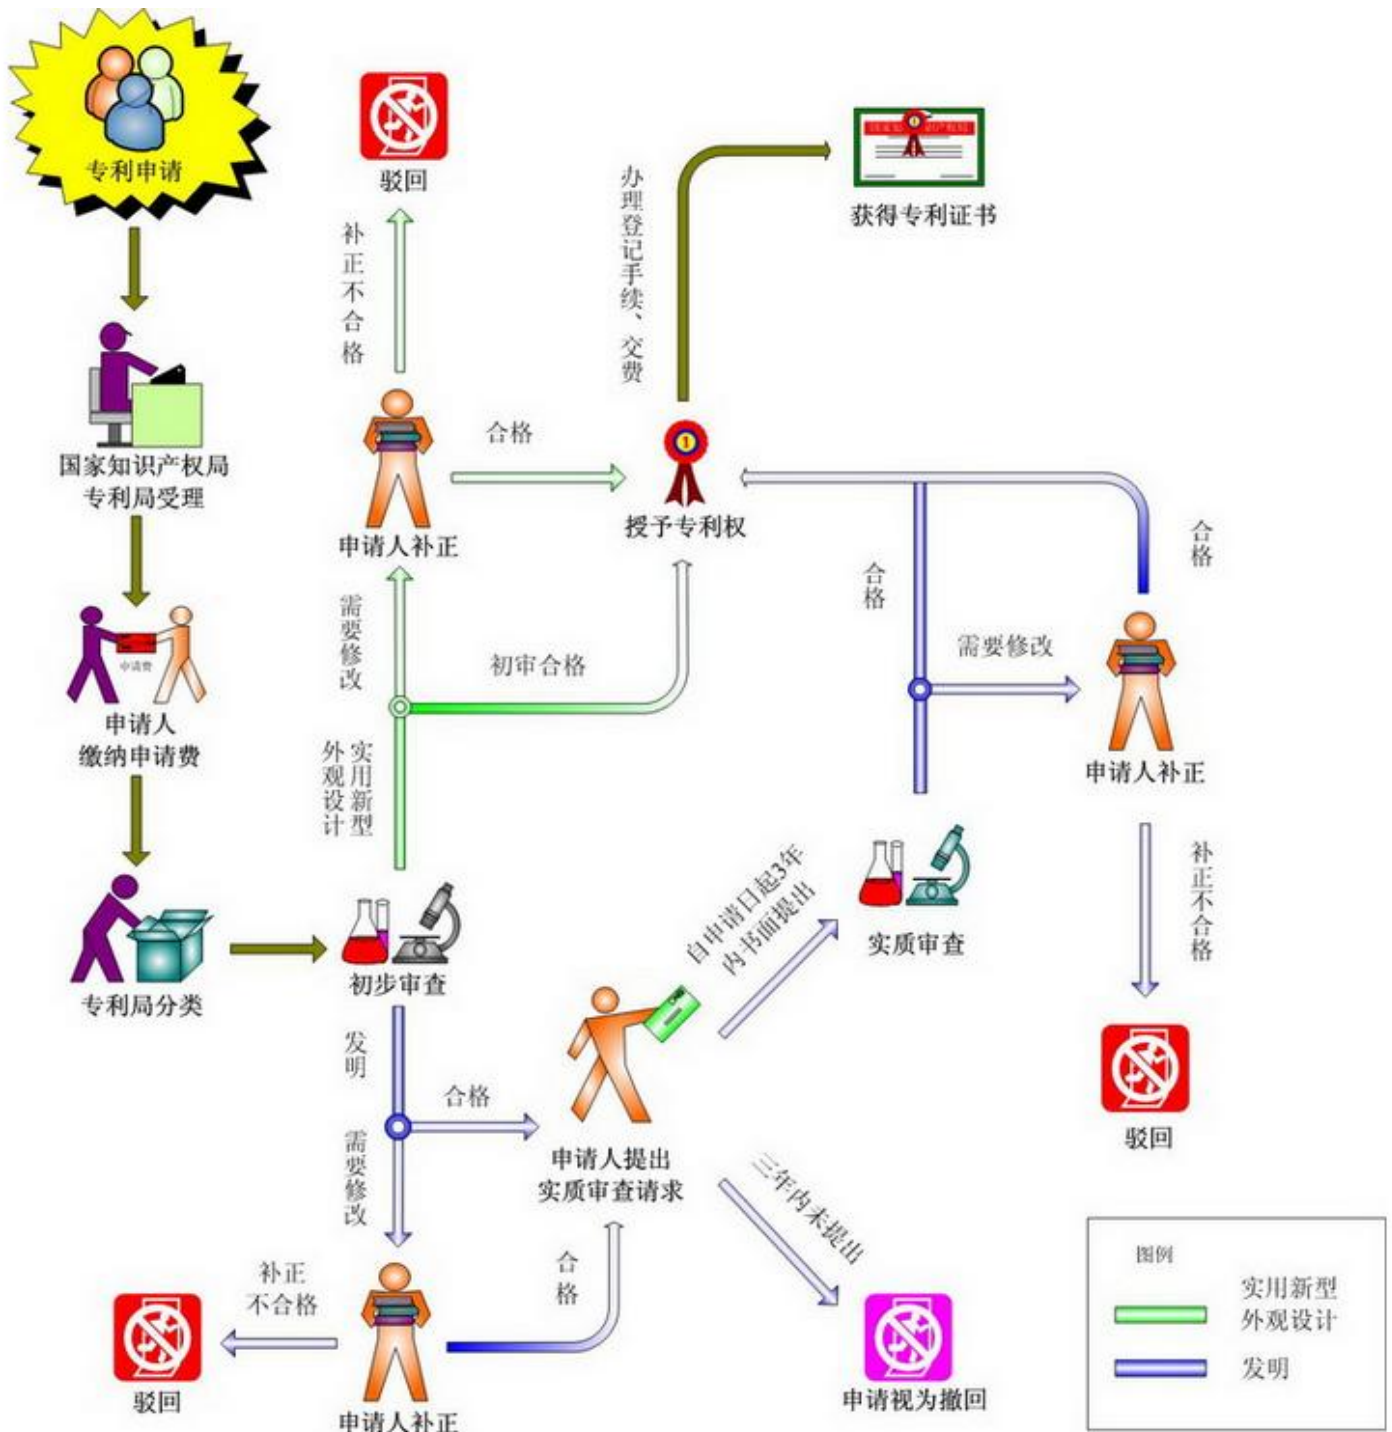 专利申请
国家知识产权局
专利局受理
申请费
申请人
缴纳申请费
专利局分类
初步审查
实用新型
外观设计
需要修改
申请人补正
补正不合格
驳回
合格
初审合格
授予专利权
办理登记手续、交费
获得专利证书
发明
合格
需要修改
申请人补正
补正
不合格
驳回
合格
申请人提出
实质审查请求
自申请日起3年
内书面提出
三年内未提出
申请视为撤回
实质审查
合格
需要修改
申请人补正
合格
补正不合格
驳回
图例
实用新型
外观设计
发明